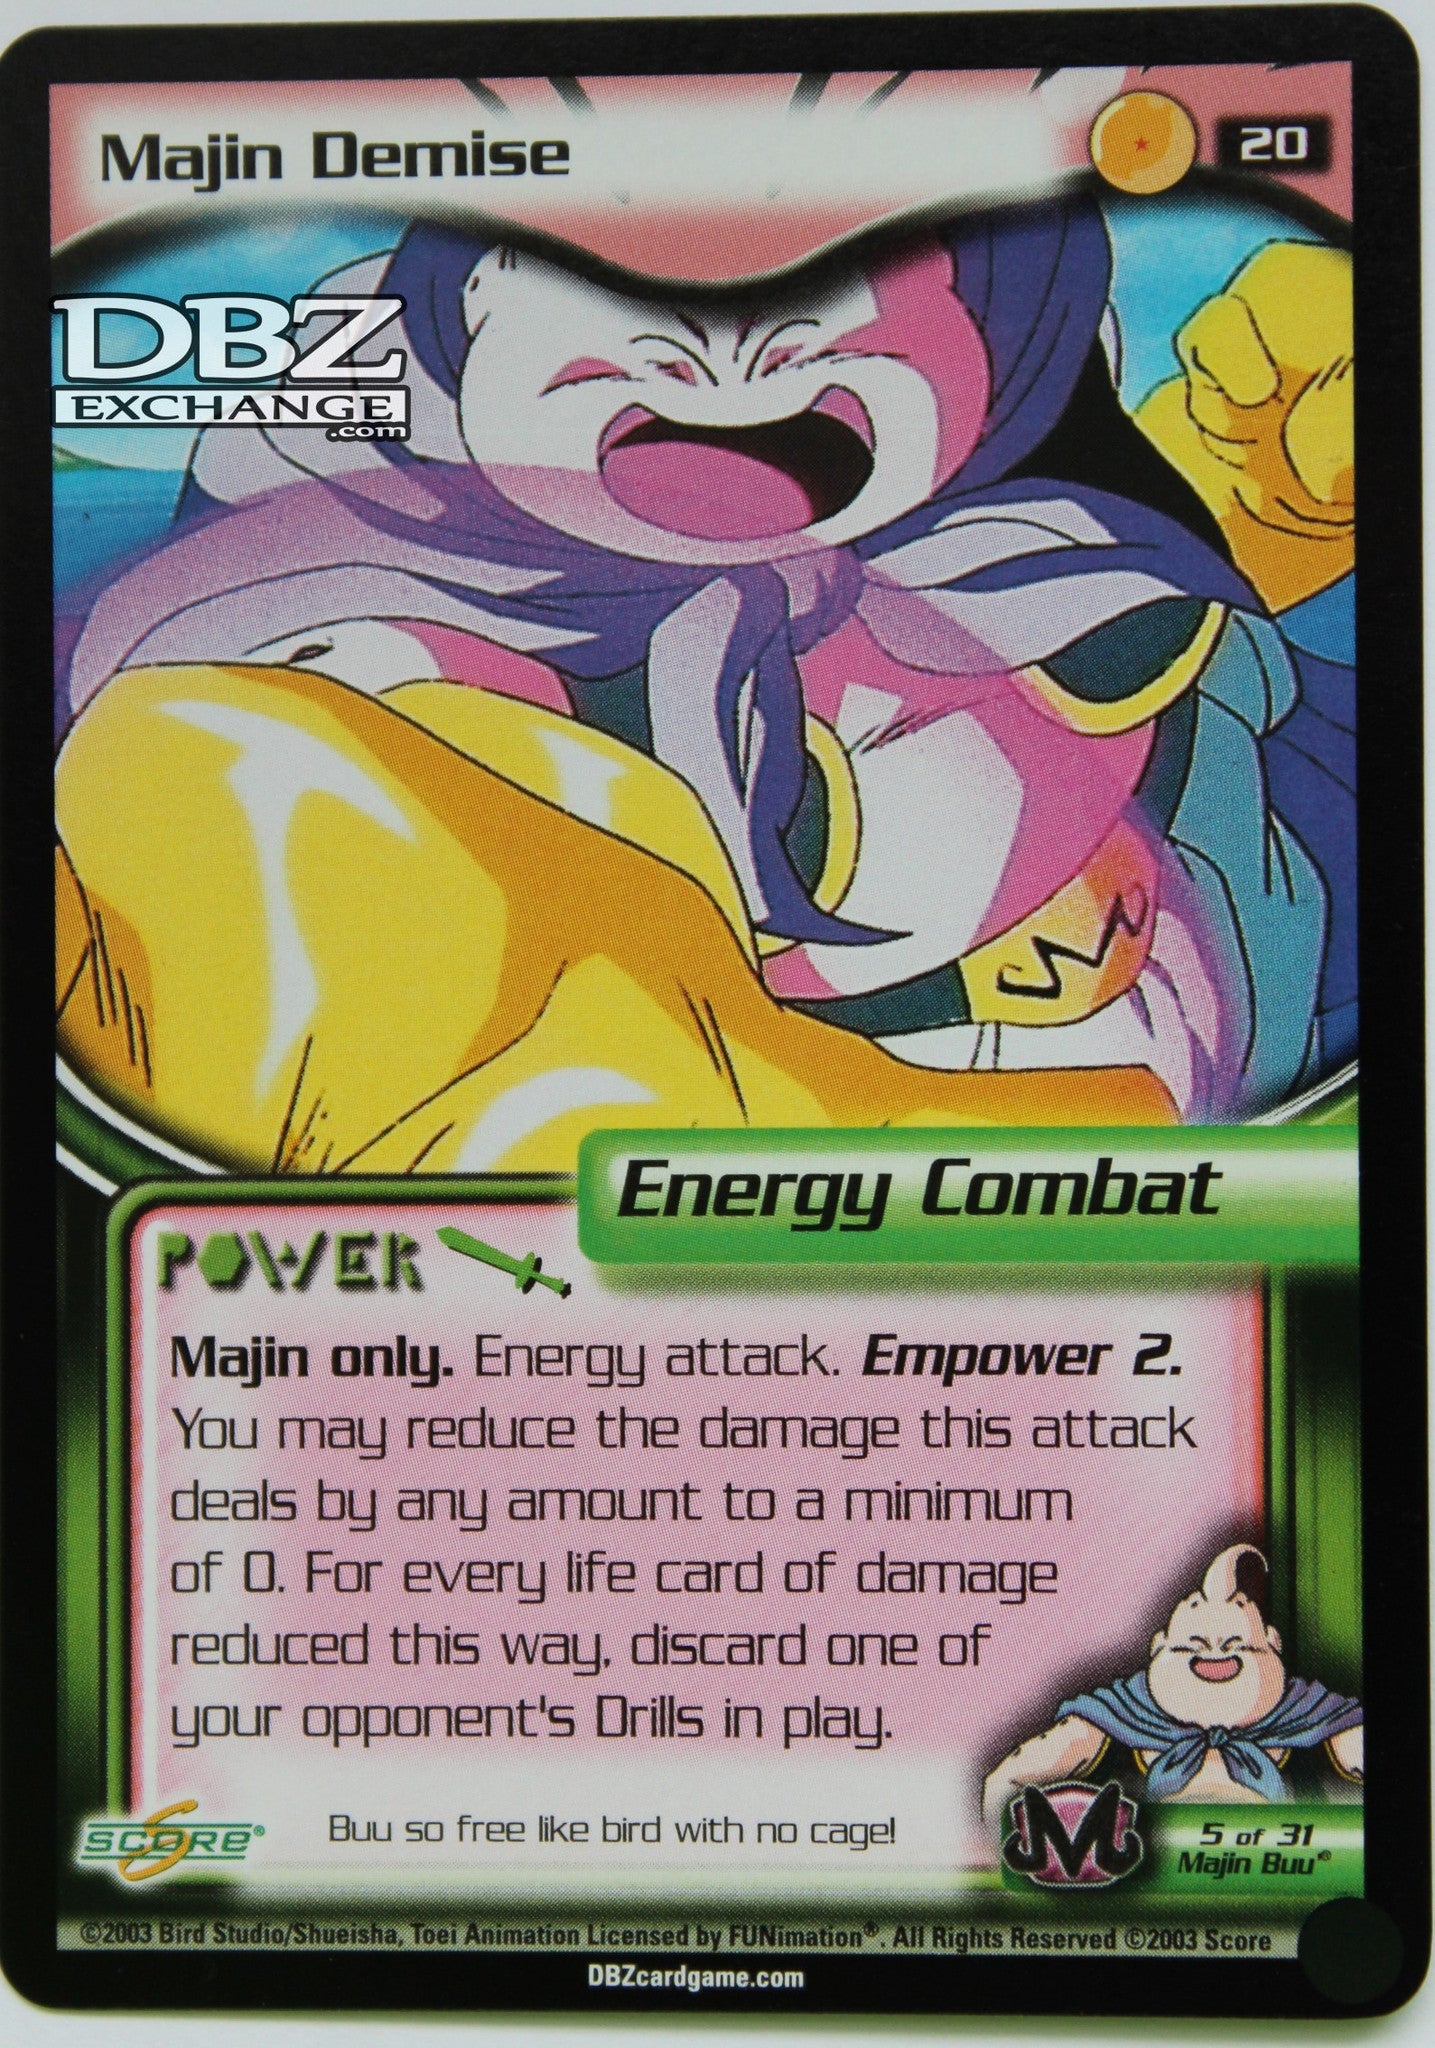 Majin Demise
20
DBZ
EXCHANGE
.com
Energy Combat
POWER
Majin only. Energy attack. Empower 2.
You may reduce the damage this attack
deals by any amount to a minimum
of 0. For every life card of damage
reduced this way, discard one of
your opponent's Drills in play.
SCORE®
Buu so free like bird with no cage!
M
5 of 31
Majin Buu®
©2003 Bird Studio/Shueisha, Toei Animation Licensed by FUNimation®. All Rights Reserved ©2003 Score
DBZcardgame.com